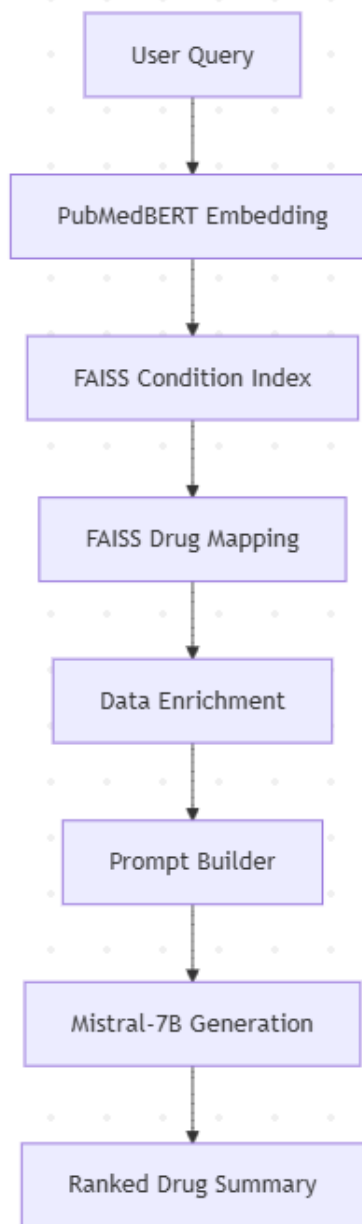 User Query
PubMedBERT Embedding
FAISS Condition Index
FAISS Drug Mapping
Data Enrichment
Prompt Builder
Mistral-7B Generation
Ranked Drug Summary